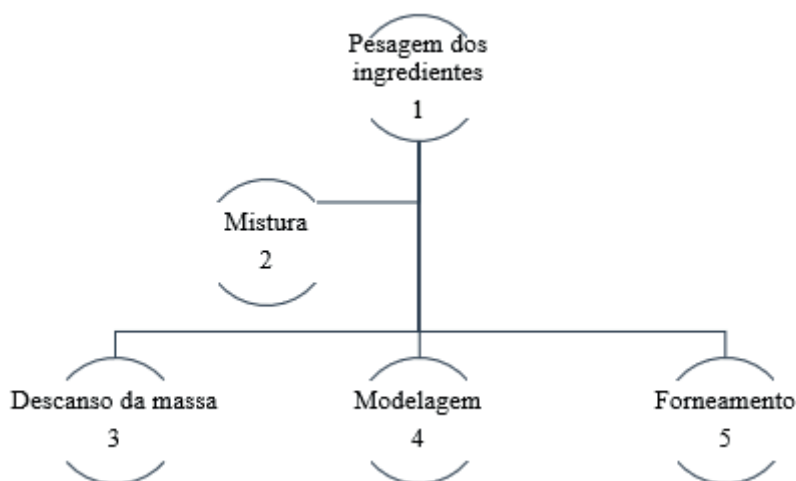 Pesagem dos
ingredientes
1
Mistura
2
Descanso da massa
3
Modelagem
4
Forneamento
5